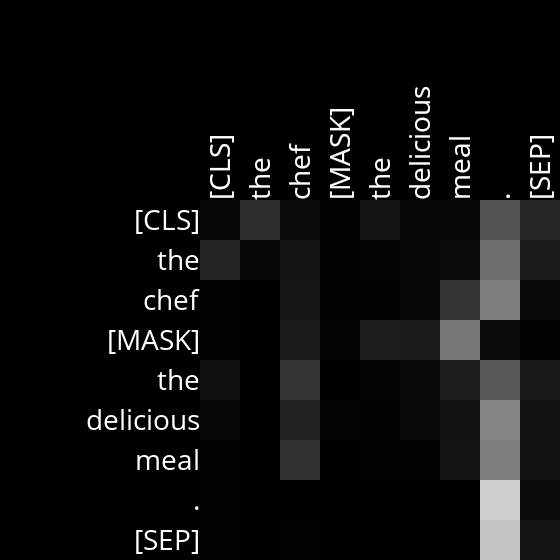 [CLS] the chef [MASK] the delicious meal . [SEP]
[CLS]
the
chef
[MASK]
the
delicious
meal
.
[SEP]